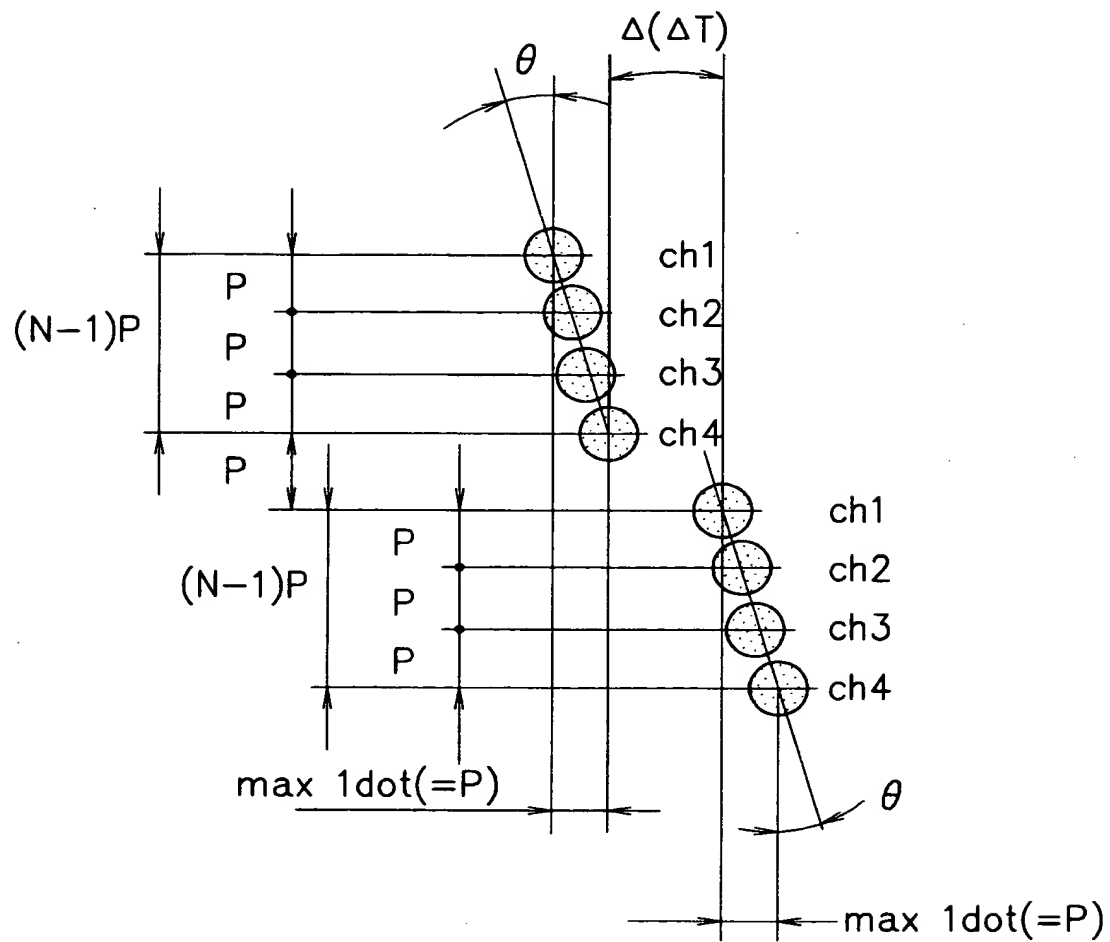 Δ(ΔT)
θ
ch1
P
ch2
(N−1)P
P
ch3
P
ch4
P
ch1
P
ch2
(N−1)P
P
ch3
P
ch4
max 1dot(=P)
θ
max 1dot(=P)